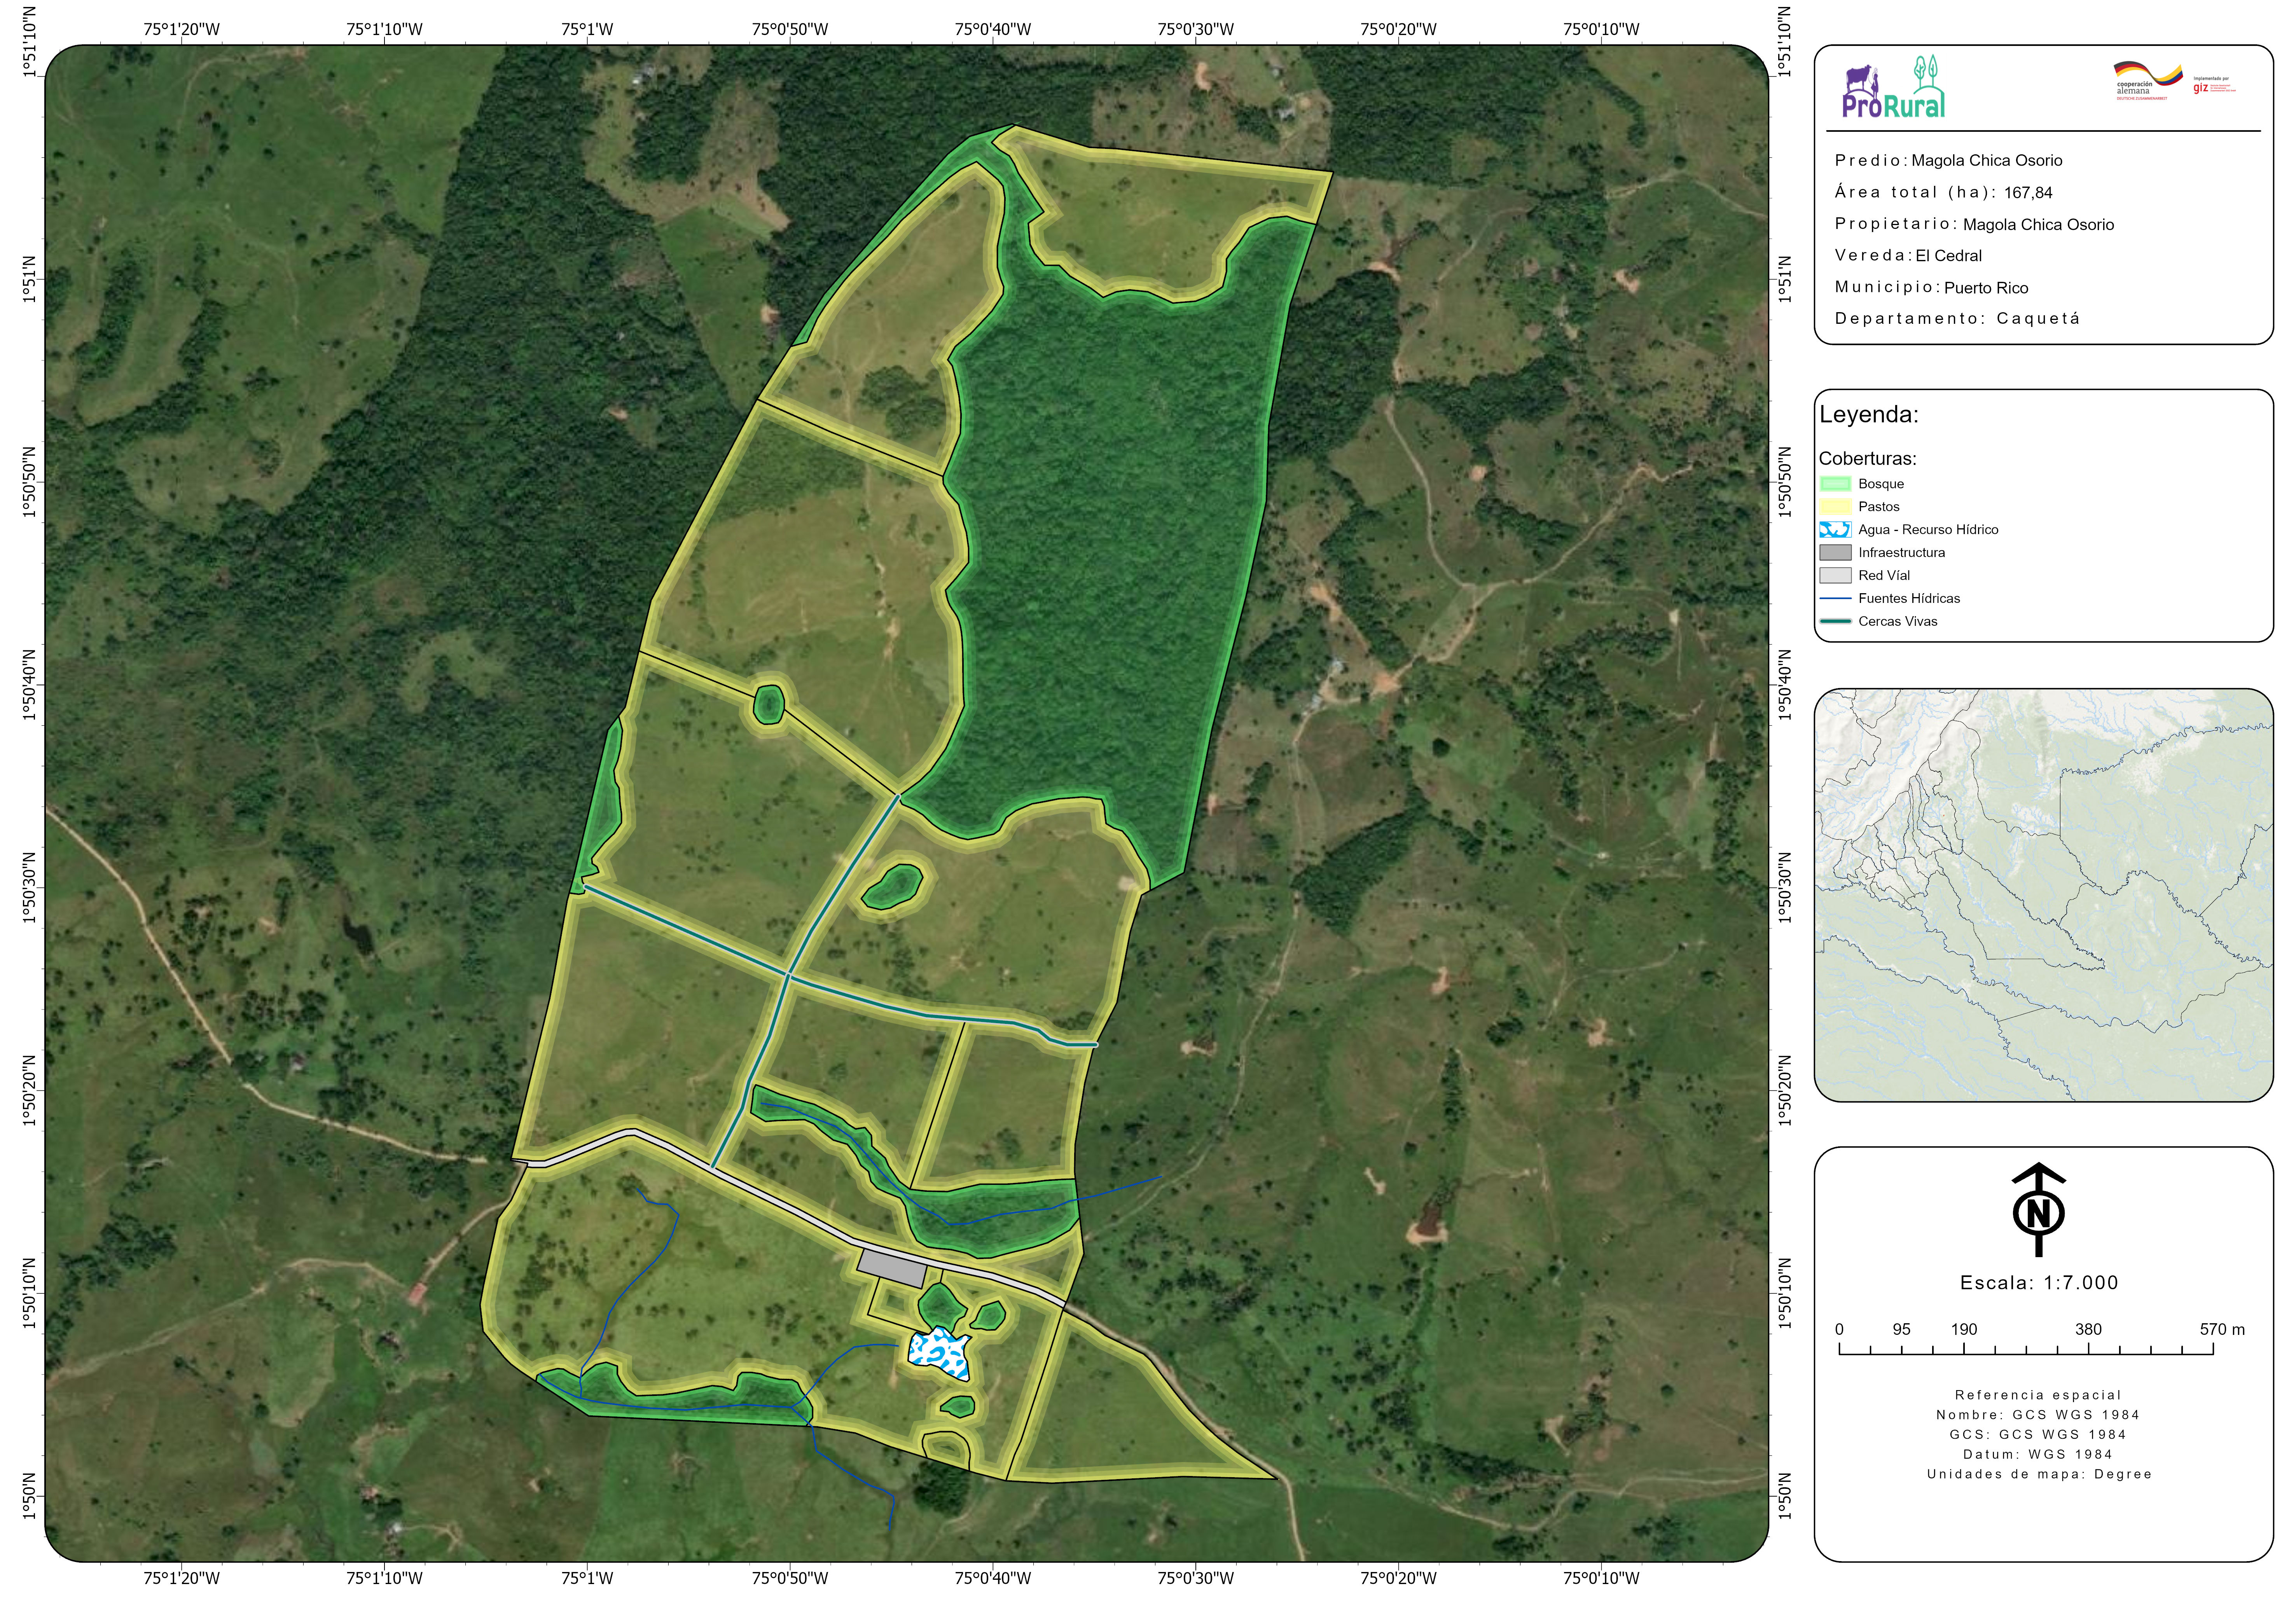 75°1'20"W 75°1'10"W 75°1'W 75°0'50"W 75°0'40"W 75°0'30"W 75°0'20"W 75°0'10"W
1°51'10"N 1°51'10"N
1°51'N 1°51'N
1°50'50"N 1°50'50"N
1°50'40"N 1°50'40"N
1°50'30"N 1°50'30"N
1°50'20"N 1°50'20"N
1°50'10"N 1°50'10"N
1°50'N 1°50'N
75°1'20"W 75°1'10"W 75°1'W 75°0'50"W 75°0'40"W 75°0'30"W 75°0'20"W 75°0'10"W
ProRural
cooperación
alemana
DEUTSCHE ZUSAMMENARBEIT
Implementada por
giz
Predio: Magola Chica Osorio
Área total (ha): 167,84
Propietario: Magola Chica Osorio
Vereda: El Cedral
Municipio: Puerto Rico
Departamento: Caquetá
Leyenda:
Coberturas:
Bosque
Pastos
Agua - Recurso Hídrico
Infraestructura
Red Víal
Fuentes Hídricas
Cercas Vivas
N
Escala: 1:7.000
0 95 190 380 570 m
Referencia espacial
Nombre: GCS WGS 1984
GCS: GCS WGS 1984
Datum: WGS 1984
Unidades de mapa: Degree